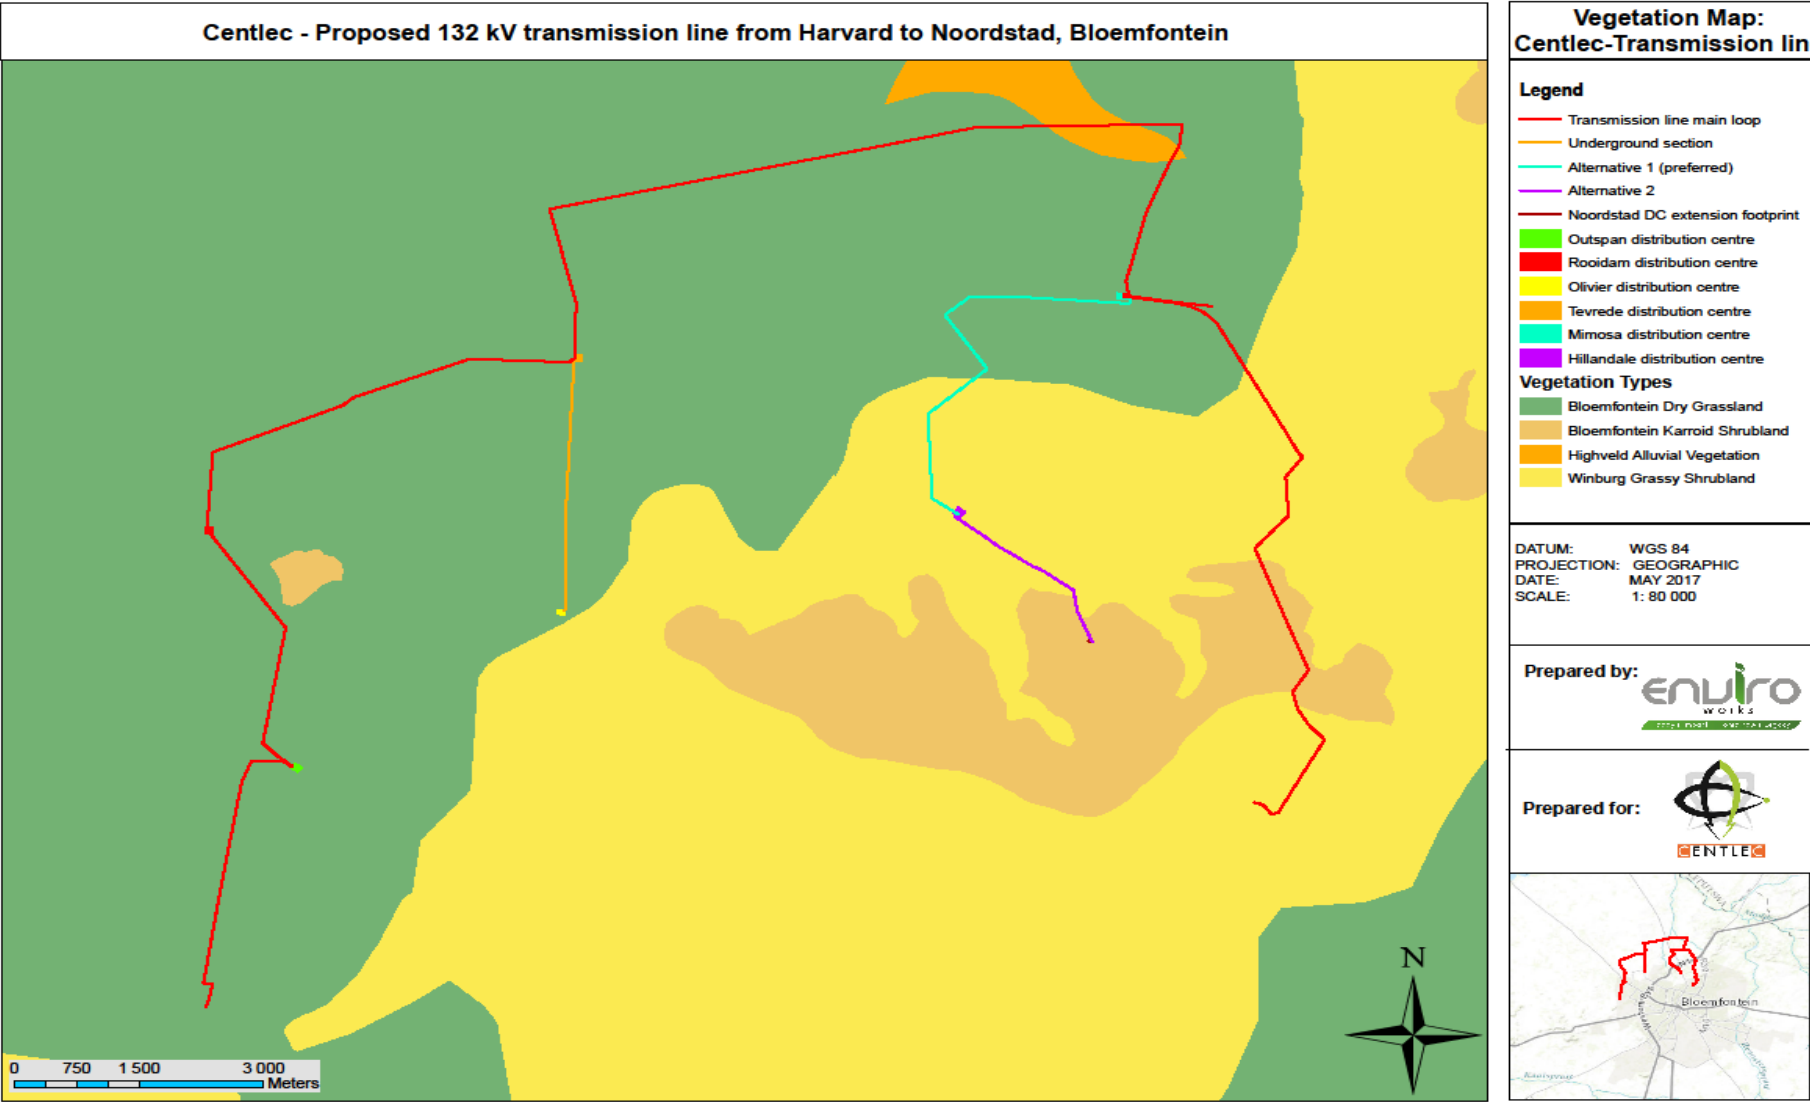 Centlec - Proposed 132 kV transmission line from Harvard to Noordstad, Bloemfontein
Vegetation Map:
Centlec-Transmission lin
Legend
Transmission line main loop
Underground section
Alternative 1 (preferred)
Alternative 2
Noordstad DC extension footprint
Outspan distribution centre
Rooidam distribution centre
Olivier distribution centre
Tevrede distribution centre
Mimosa distribution centre
Hillandale distribution centre
Vegetation Types
Bloemfontein Dry Grassland
Bloemfontein Karroid Shrubland
Highveld Alluvial Vegetation
Winburg Grassy Shrubland
DATUM: WGS 84
PROJECTION: GEOGRAPHIC
DATE: MAY 2017
SCALE: 1: 80 000
Prepared by:
enviro
works
Prepared for:
CENTLEC
Bloemfontein
N
0 750 1 500 3 000
Meters